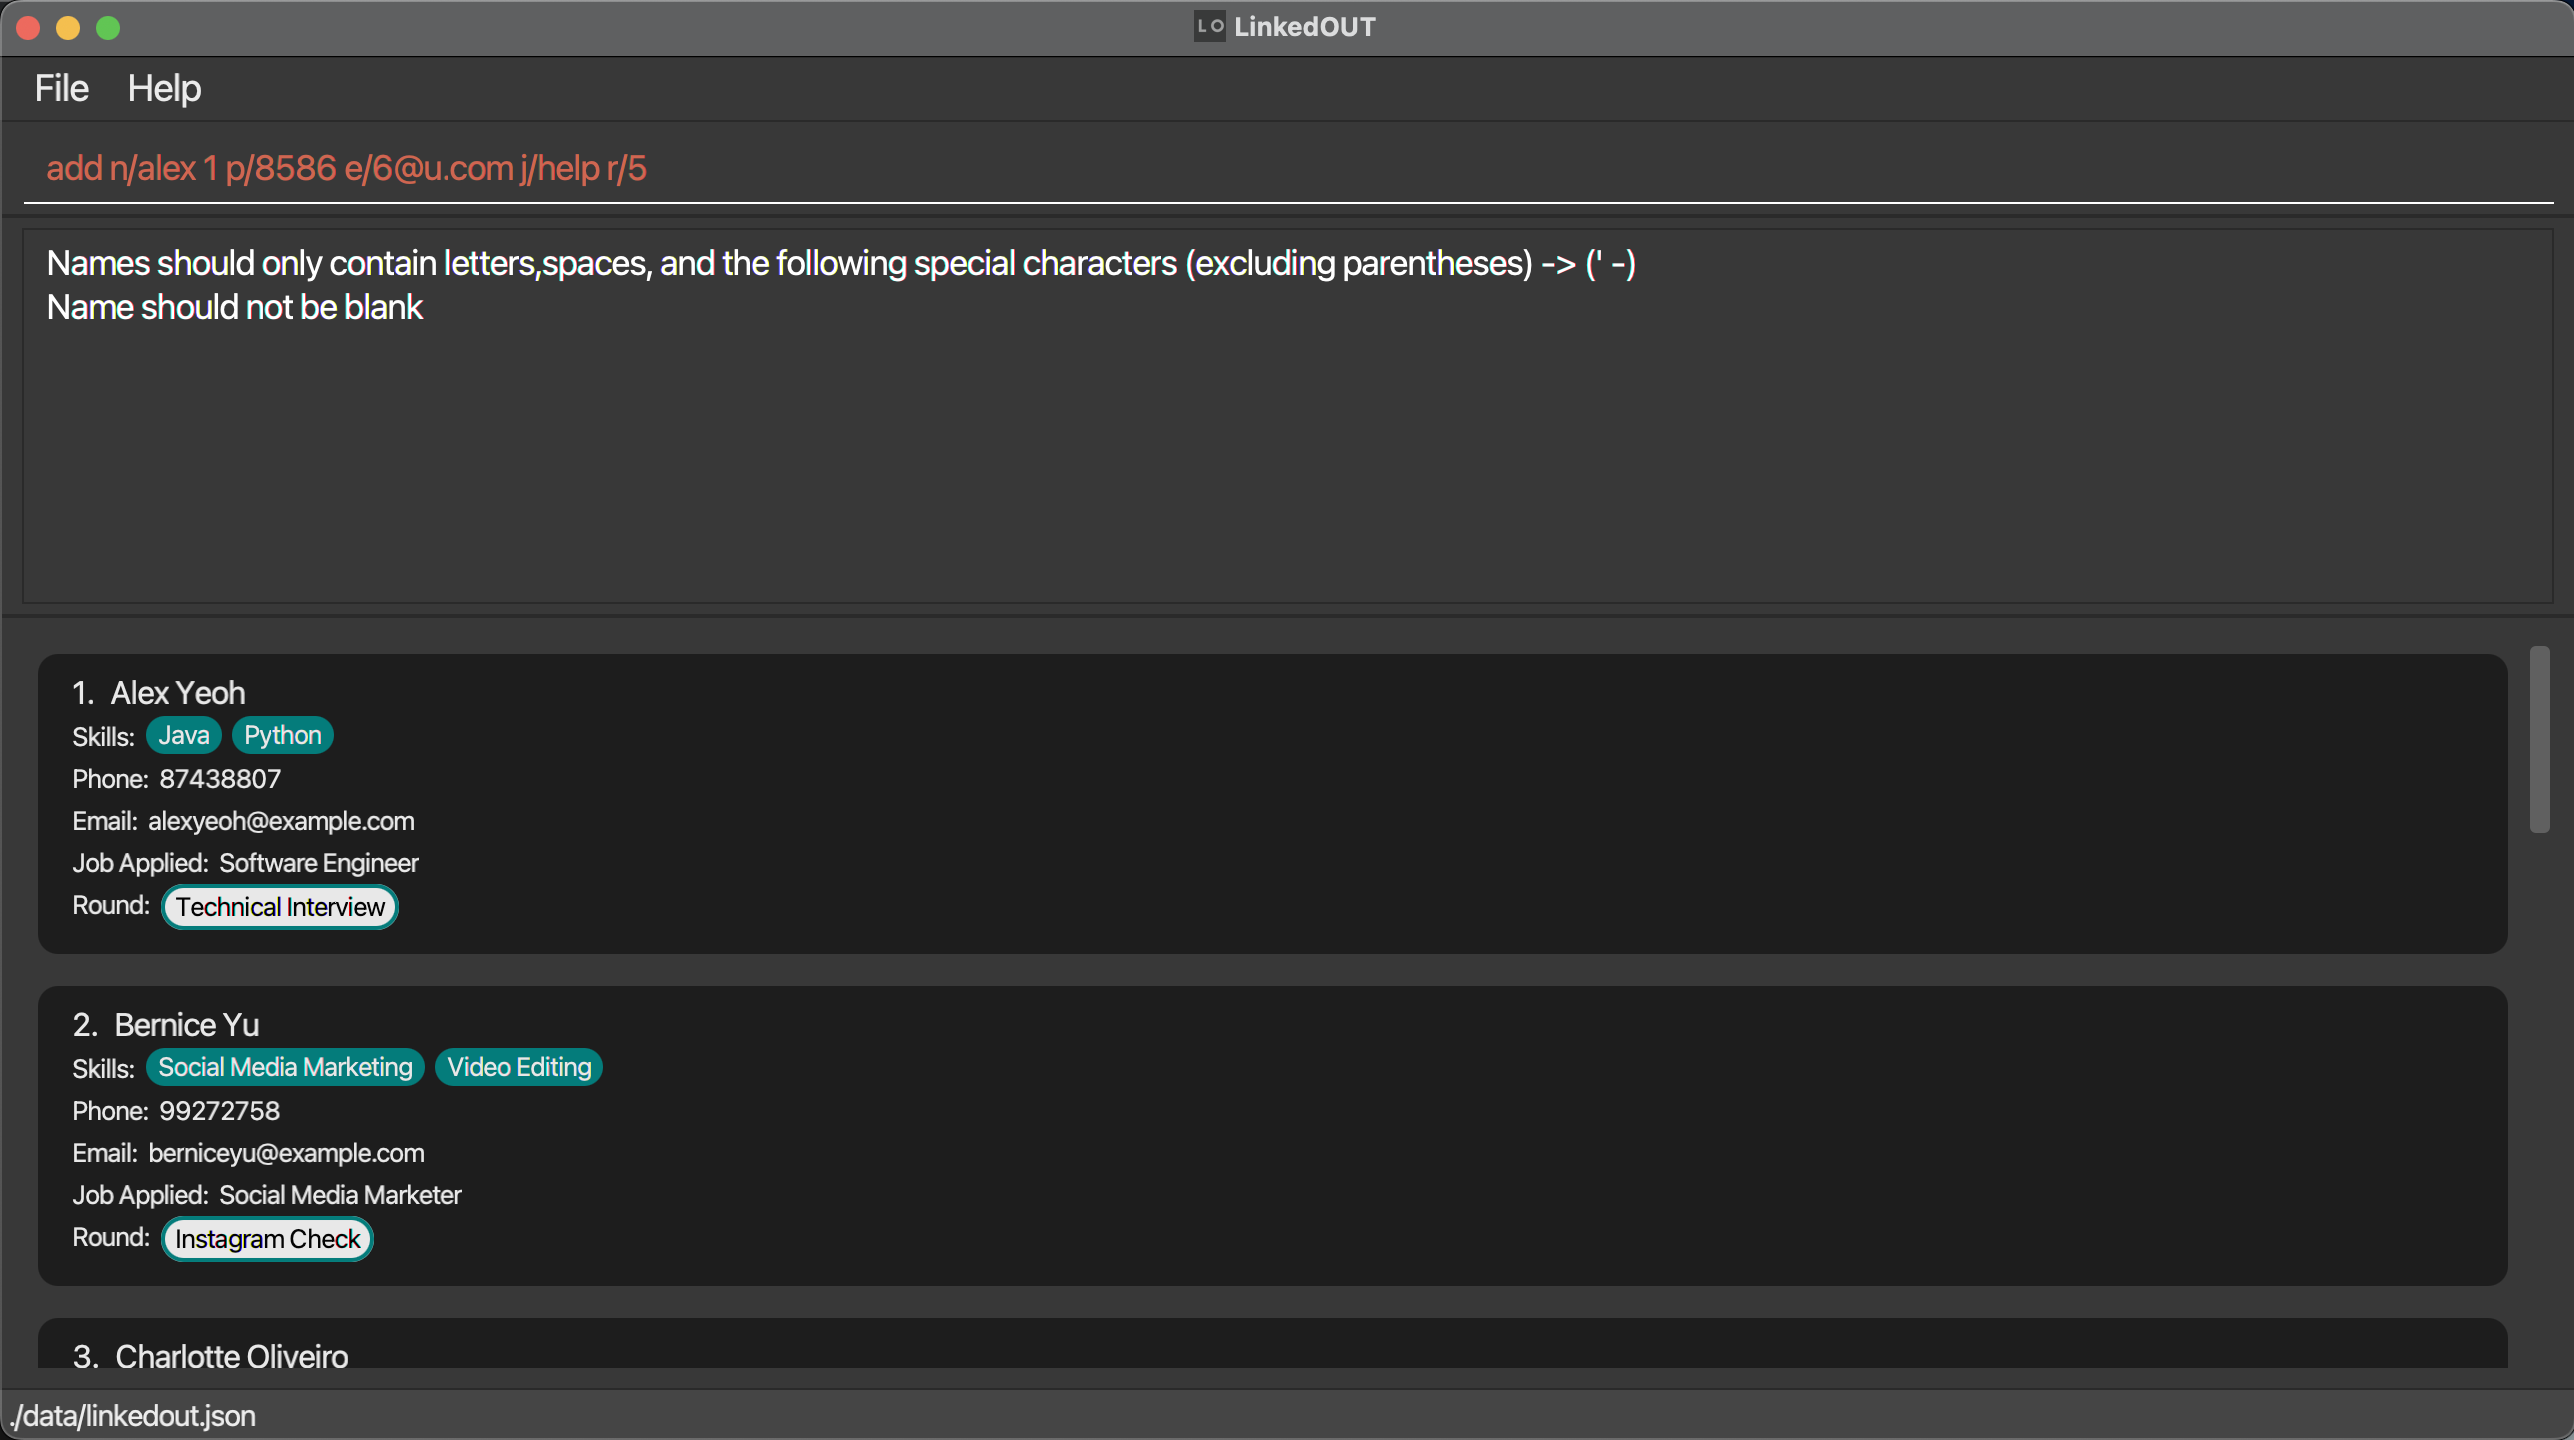 LO LinkedOUT
File Help
add n/alex 1 p/8586 e/6@u.com j/help r/5
Names should only contain letters,spaces, and the following special characters (excluding parentheses) -> (' -)
Name should not be blank
1. Alex Yeoh
Skills: Java Python
Phone: 87438807
Email: alexyeoh@example.com
Job Applied: Software Engineer
Round: Technical Interview
2. Bernice Yu
Skills: Social Media Marketing Video Editing
Phone: 99272758
Email: berniceyu@example.com
Job Applied: Social Media Marketer
Round: Instagram Check
3. Charlotte Oliveiro
./data/linkedout.json